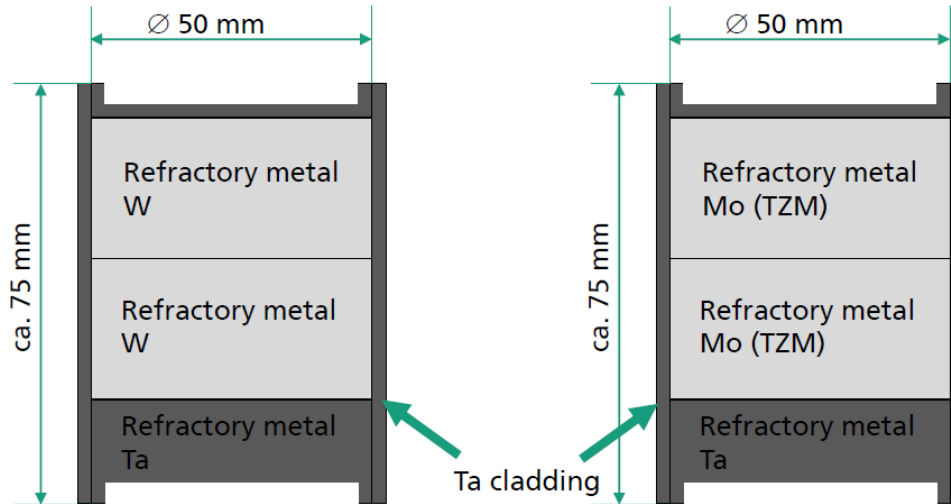 ∅ 50 mm
∅ 50 mm
ca. 75 mm
Refractory metal
W
Refractory metal
W
Refractory metal
Ta
ca. 75 mm
Refractory metal
Mo (TZM)
Refractory metal
Mo (TZM)
Refractory metal
Ta
Ta cladding